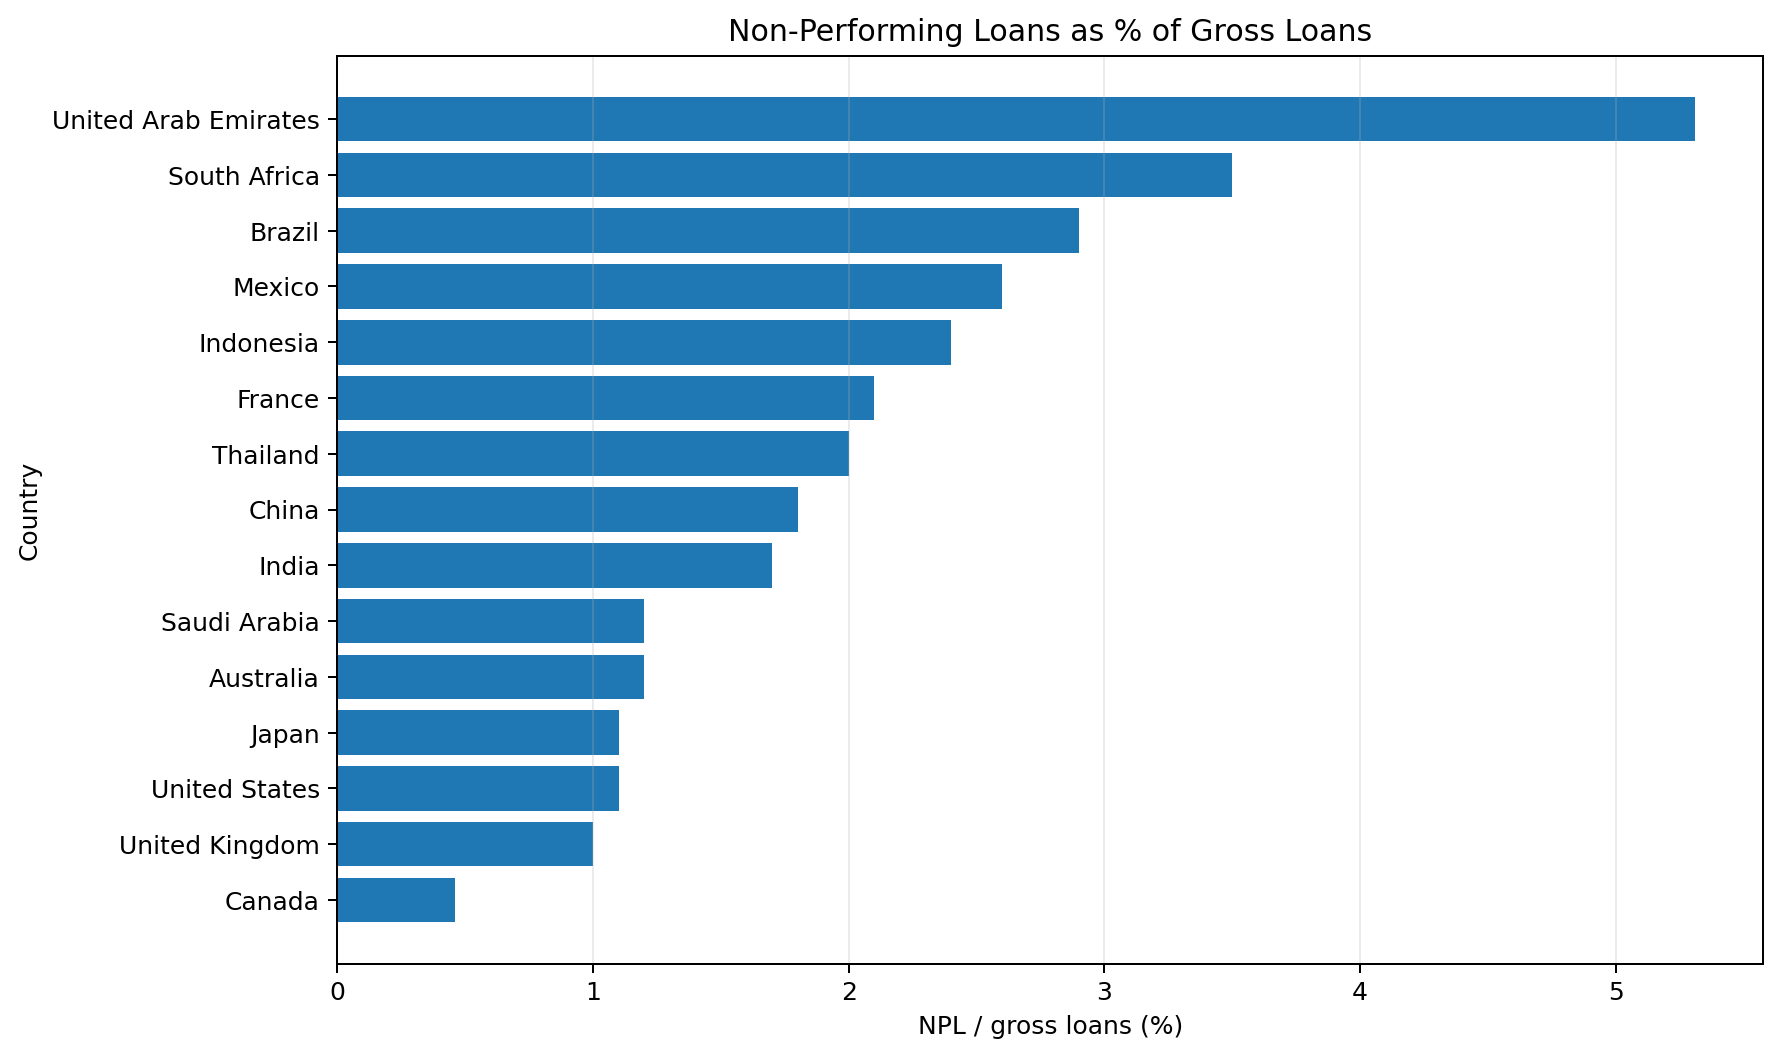 Non-Performing Loans as % of Gross Loans
United Arab Emirates
South Africa
Brazil
Mexico
Indonesia
France
Thailand
China
India
Saudi Arabia
Australia
Japan
United States
United Kingdom
Canada
Country
0 1 2 3 4 5
NPL / gross loans (%)